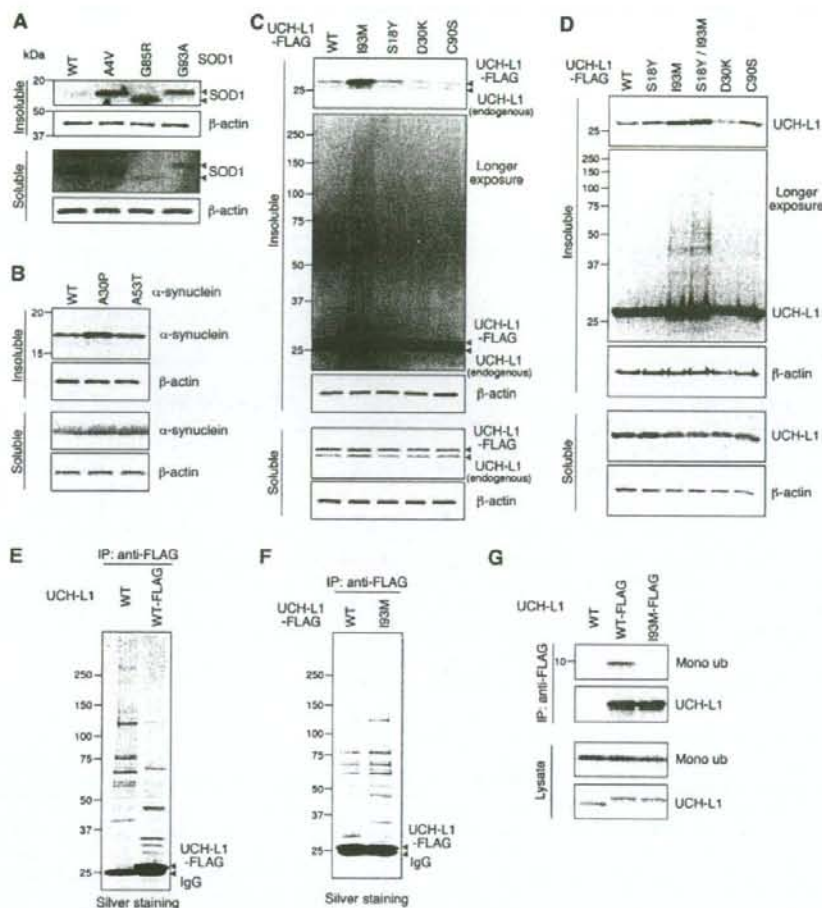 A
kDa
WT
A4V
G85R
G93A
SOD1
20
15
50
37
Insoluble
SOD1
β-actin
Soluble
SOD1
β-actin
B
WT
A30P
A53T
α-synuclein
20
15
Insoluble
α-synuclein
β-actin
Soluble
α-synuclein
β-actin
C
UCH-L1
-FLAG
WT
I93M
S18Y
D30K
C90S
25
UCH-L1
-FLAG
UCH-L1
(endogenous)
Insoluble
250
150
100
75
50
37
25
Longer
exposure
UCH-L1
-FLAG
UCH-L1
(endogenous)
β-actin
Soluble
UCH-L1
-FLAG
UCH-L1
(endogenous)
β-actin
D
UCH-L1
-FLAG
WT
S18Y
I93M
S18Y / I93M
D30K
C90S
25
UCH-L1
Insoluble
250
150
100
75
50
37
25
Longer
exposure
UCH-L1
β-actin
Soluble
UCH-L1
β-actin
E
IP: anti-FLAG
UCH-L1
WT
WT-FLAG
250
150
100
75
50
37
25
UCH-L1
-FLAG
IgG
Silver staining
F
IP: anti-FLAG
UCH-L1
-FLAG
WT
I93M
250
150
100
75
50
37
25
UCH-L1
-FLAG
IgG
Silver staining
G
UCH-L1
WT
WT-FLAG
I93M-FLAG
IP: anti-FLAG
10
Mono ub
UCH-L1
Lysate
Mono ub
UCH-L1